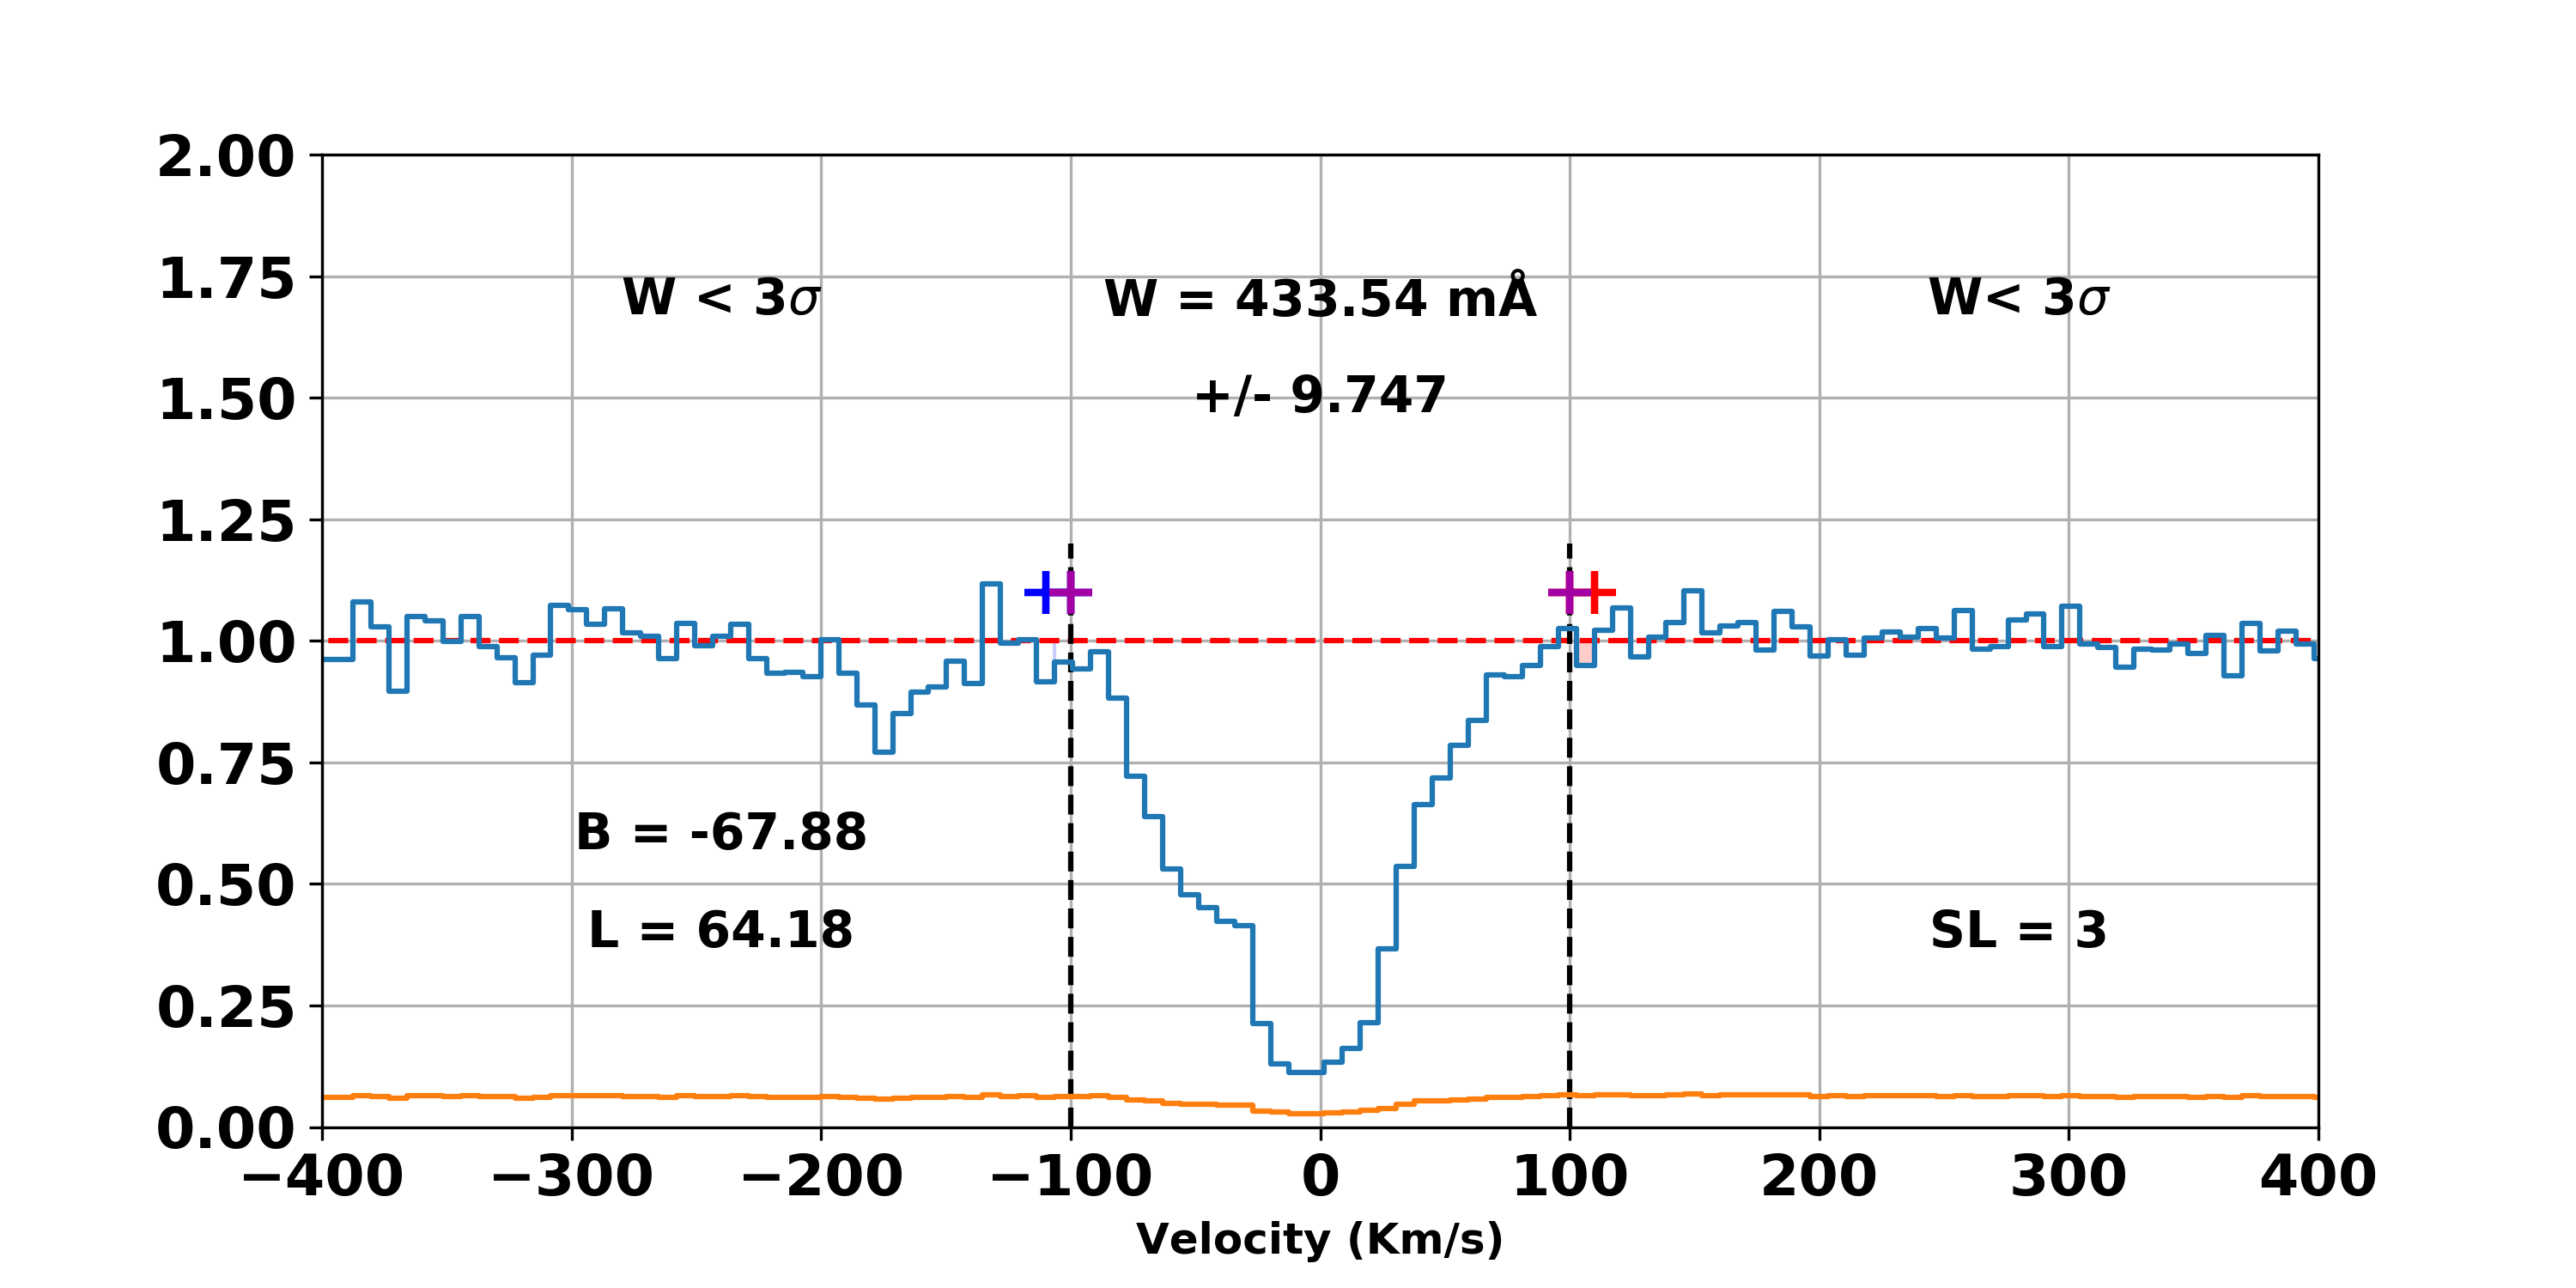 2.00
1.75
W < 3σ W = 433.54 mÅ W< 3σ
1.50
+/- 9.747
1.25
1.00
0.75
B = -67.88
0.50
L = 64.18 SL = 3
0.25
0.00
−400 −300 −200 −100 0 100 200 300 400
Velocity (Km/s)